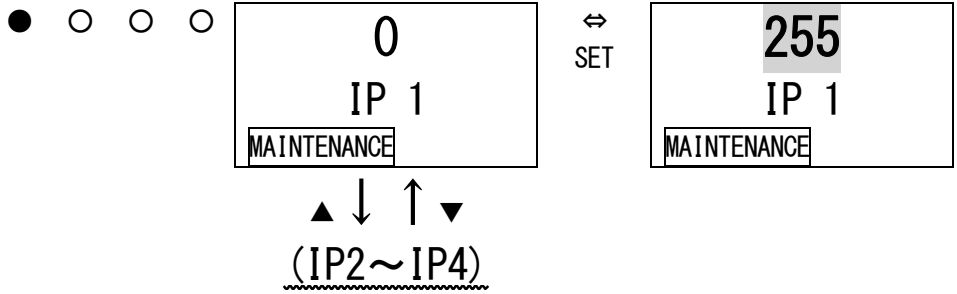 ● ○ ○ ○
0
IP 1
MAINTENANCE
⇔
SET
255
IP 1
MAINTENANCE
▲ ↓ ↑ ▼
(IP2～IP4)